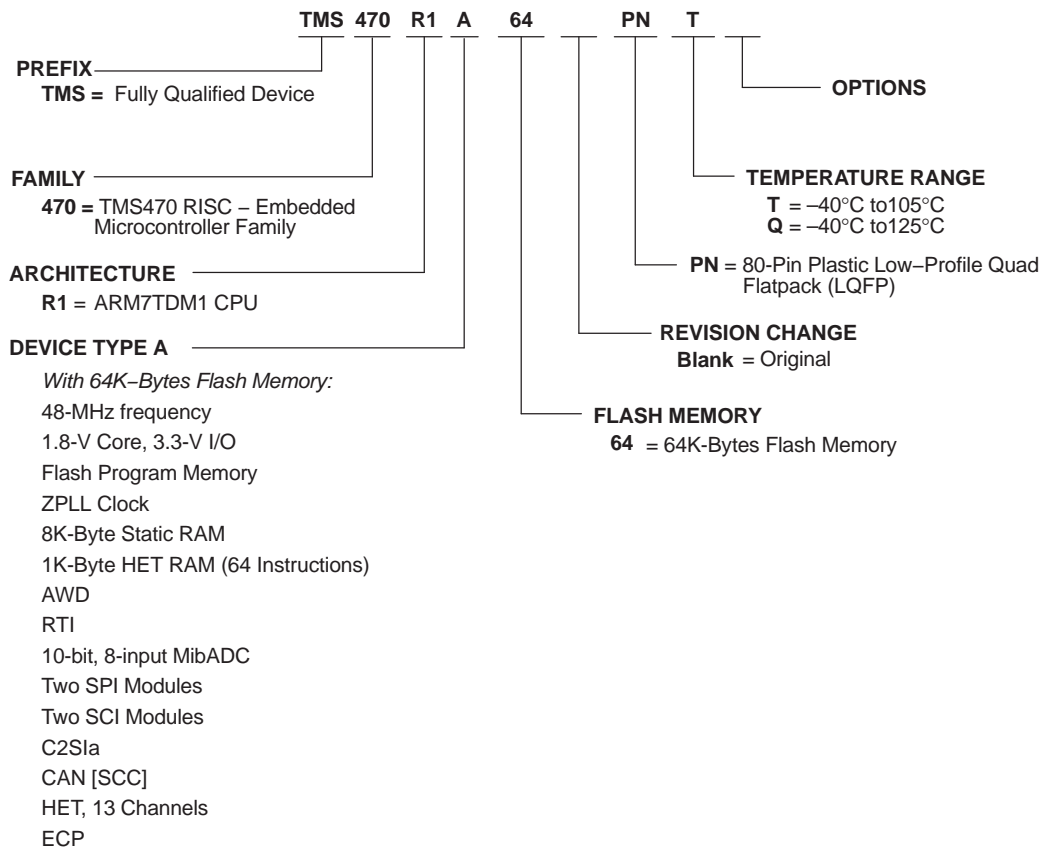 TMS 470 R1 A 64 PN T
PREFIX
TMS = Fully Qualified Device
OPTIONS
FAMILY
470 = TMS470 RISC − Embedded
Microcontroller Family
TEMPERATURE RANGE
T = –40°C to105°C
Q = –40°C to125°C
ARCHITECTURE
R1 = ARM7TDM1 CPU
PN = 80-Pin Plastic Low−Profile Quad
Flatpack (LQFP)
REVISION CHANGE
Blank = Original
DEVICE TYPE A
With 64K−Bytes Flash Memory:
48-MHz frequency
1.8-V Core, 3.3-V I/O
Flash Program Memory
ZPLL Clock
8K-Byte Static RAM
1K-Byte HET RAM (64 Instructions)
AWD
RTI
10-bit, 8-input MibADC
Two SPI Modules
Two SCI Modules
C2SIa
CAN [SCC]
HET, 13 Channels
ECP
FLASH MEMORY
64 = 64K-Bytes Flash Memory